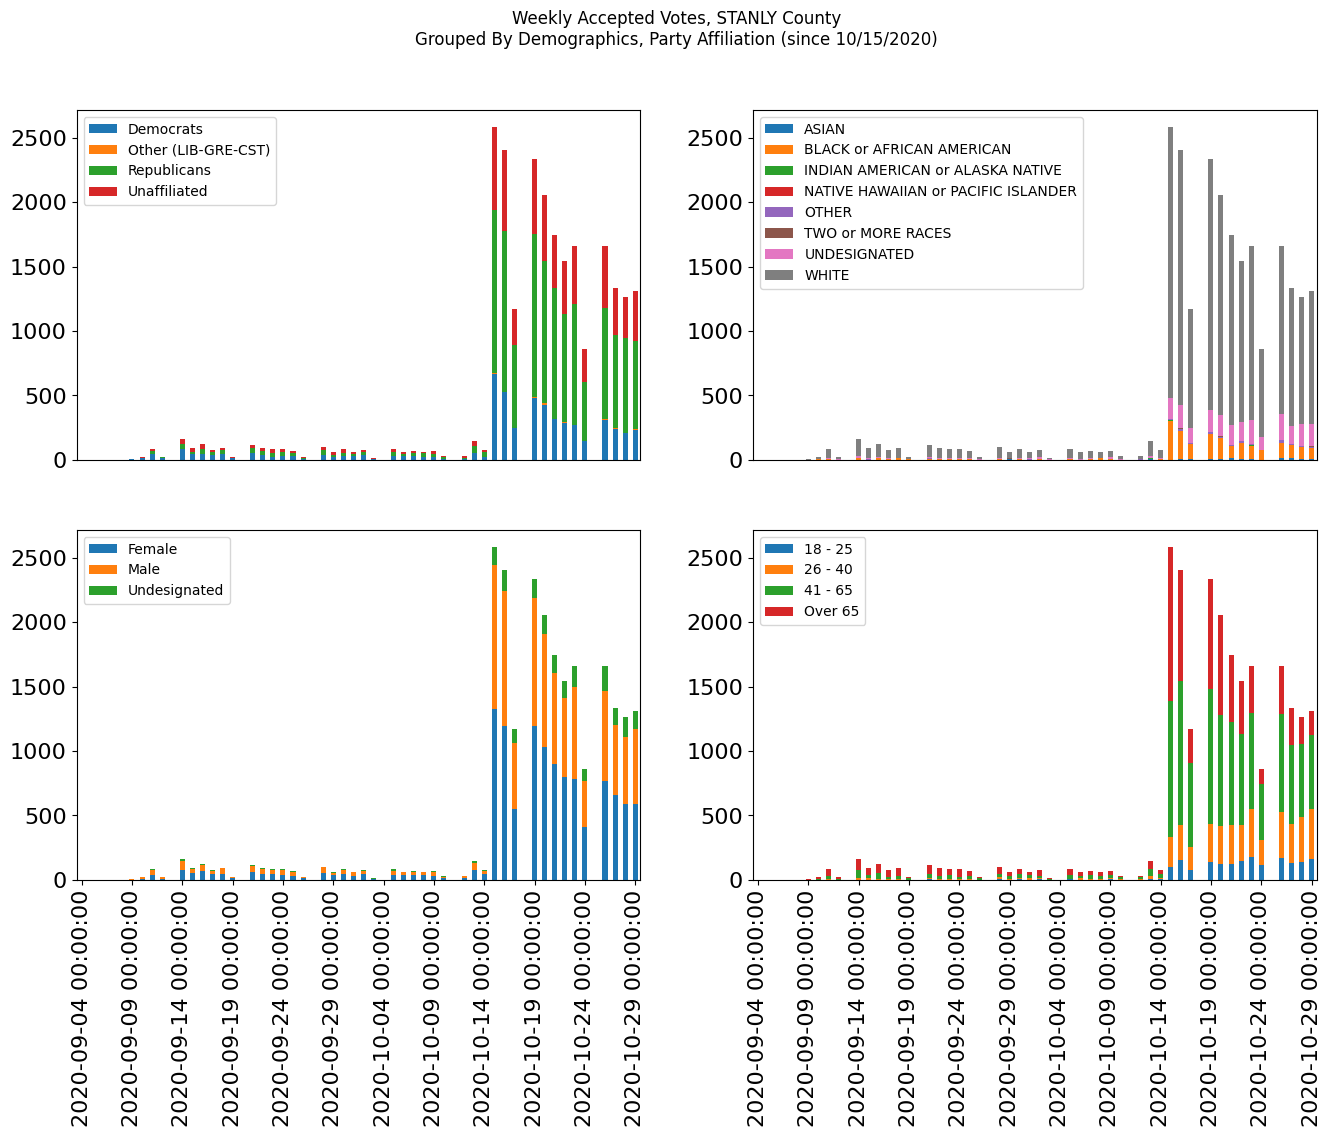 Weekly Accepted Votes, STANLY County
Grouped By Demographics, Party Affiliation (since 10/15/2020)
2500
2000
1500
1000
500
0
Democrats
Other (LIB-GRE-CST)
Republicans
Unaffiliated
2500
2000
1500
1000
500
0
ASIAN
BLACK or AFRICAN AMERICAN
INDIAN AMERICAN or ALASKA NATIVE
NATIVE HAWAIIAN or PACIFIC ISLANDER
OTHER
TWO or MORE RACES
UNDESIGNATED
WHITE
2500
2000
1500
1000
500
0
Female
Male
Undesignated
2020-09-04 00:00:00
2020-09-09 00:00:00
2020-09-14 00:00:00
2020-09-19 00:00:00
2020-09-24 00:00:00
2020-09-29 00:00:00
2020-10-04 00:00:00
2020-10-09 00:00:00
2020-10-14 00:00:00
2020-10-19 00:00:00
2020-10-24 00:00:00
2020-10-29 00:00:00
2500
2000
1500
1000
500
0
18 - 25
26 - 40
41 - 65
Over 65
2020-09-04 00:00:00
2020-09-09 00:00:00
2020-09-14 00:00:00
2020-09-19 00:00:00
2020-09-24 00:00:00
2020-09-29 00:00:00
2020-10-04 00:00:00
2020-10-09 00:00:00
2020-10-14 00:00:00
2020-10-19 00:00:00
2020-10-24 00:00:00
2020-10-29 00:00:00